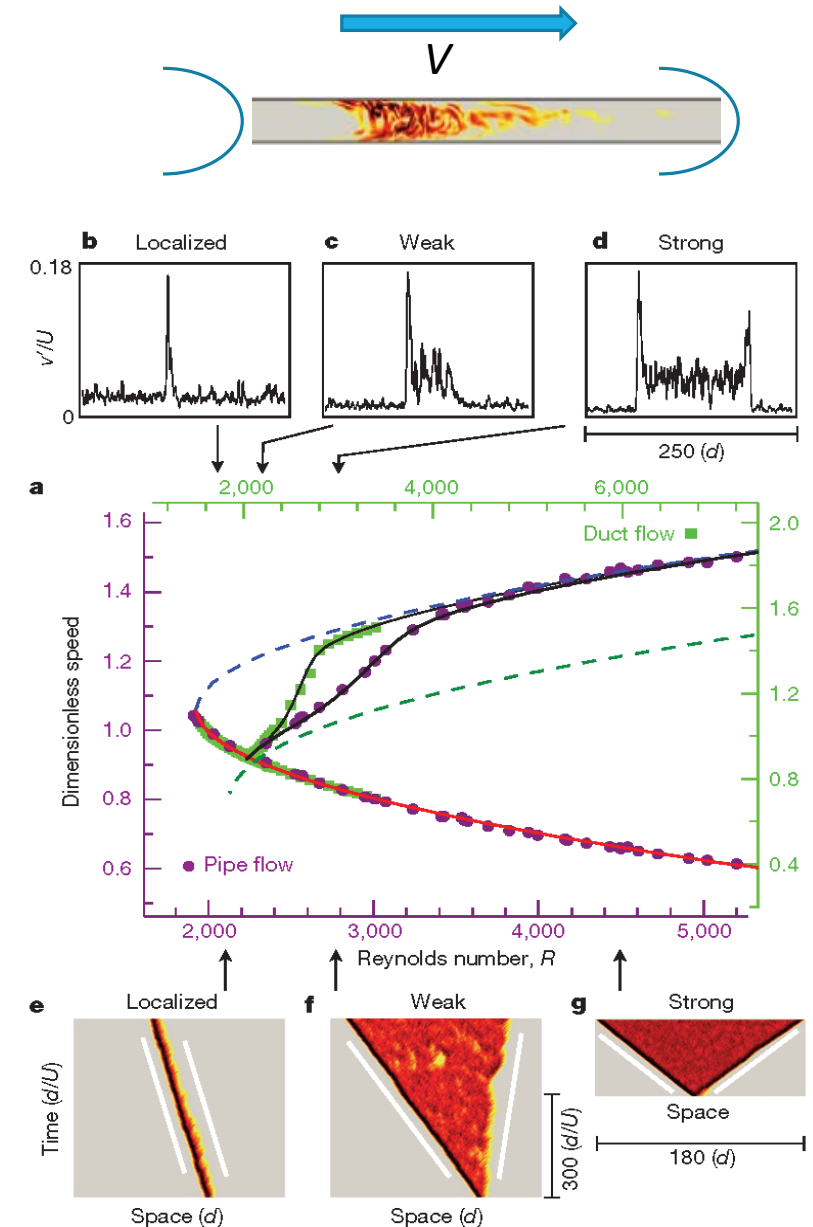 V
b Localized
c Weak
d Strong
0.18
v'/U
0
250 (d)
a
2,000 4,000 6,000
Duct flow
1.6
1.4
1.2
1.0
0.8
0.6
Dimensionless speed
2.0
1.6
1.2
0.8
0.4
Pipe flow
2,000 3,000 4,000 5,000
Reynolds number, R
e Localized
f Weak
g Strong
Time (d/U)
300 (d/U)
Space
180 (d)
Space (d)
Space (d)